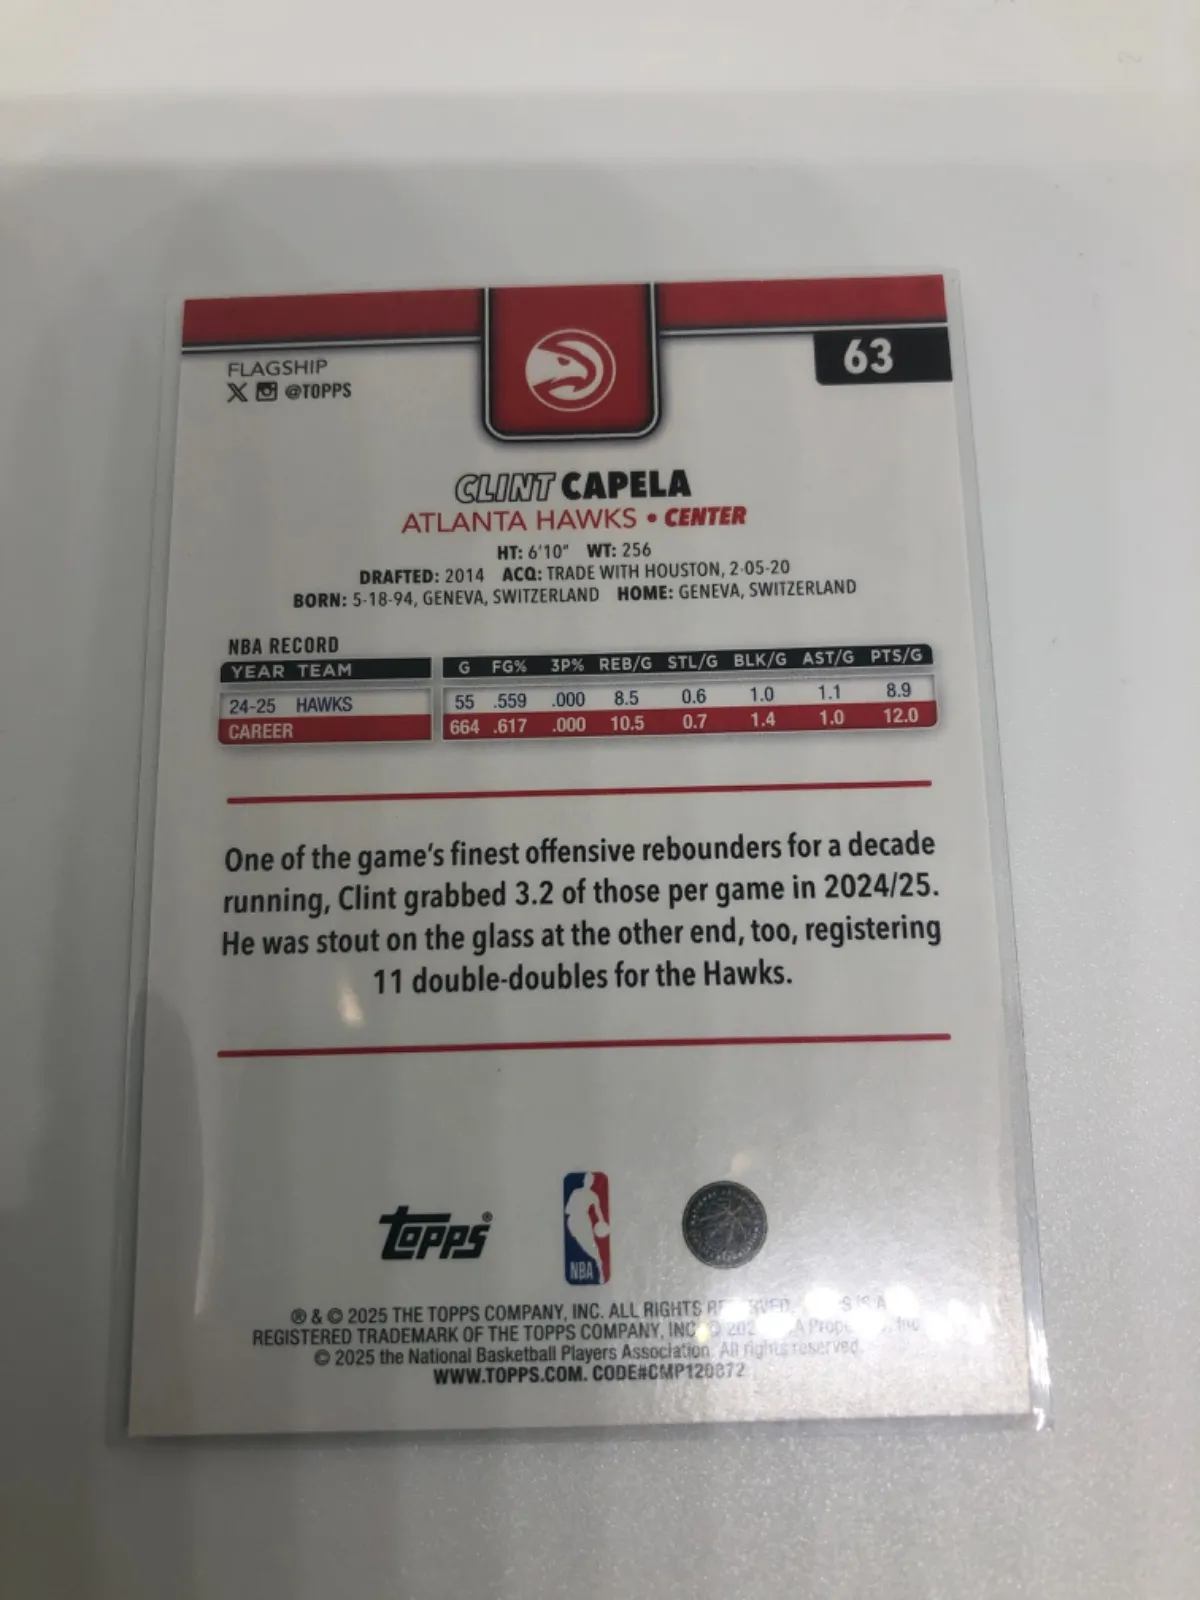 63
FLAGSHIP
@TOPPS
CLINT CAPELA
ATLANTA HAWKS • CENTER
HT: 6'10" WT: 256
DRAFTED: 2014 ACQ: TRADE WITH HOUSTON, 2-05-20
BORN: 5-18-94, GENEVA, SWITZERLAND HOME: GENEVA, SWITZERLAND
NBA RECORD
YEAR TEAM G FG% 3P% REB/G STL/G BLK/G AST/G PTS/G
24-25 HAWKS 55 .559 .000 8.5 0.6 1.0 1.1 8.9
CAREER 664 .617 .000 10.5 0.7 1.4 1.0 12.0
One of the game's finest offensive rebounders for a decade
running, Clint grabbed 3.2 of those per game in 2024/25.
He was stout on the glass at the other end, too, registering
11 double-doubles for the Hawks.
Topps®
NBA
® & © 2025 THE TOPPS COMPANY, INC. ALL RIGHTS IS A
REGISTERED TRADEMARK OF THE TOPPS COMPANY, INC. Inc.
© 2025 the National Basketball Players Association. All rights reserved.
WWW.TOPPS.COM. CODE#CMP120872